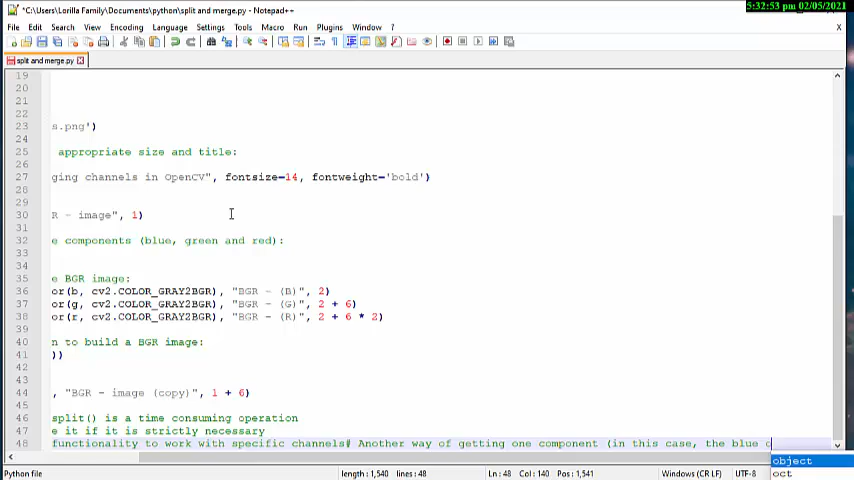 5:32:53 pm 02/05/2021
*C:\Users\Lorilla Family\Documents\python\split and merge.py - Notepad++
File Edit Search View Encoding Language Settings Tools Macro Run Plugins Window ? X
split and merge.py
19
20
21
22
23 s.png')
24
25 appropriate size and title:
26
27 ging channels in OpenCV", fontsize=14, fontweight='bold')
28
29
30 R - image", 1)
31
32 e components (blue, green and red):
33
34
35 e BGR image:
36 or(b, cv2.COLOR_GRAY2BGR), "BGR - (B)", 2)
37 or(g, cv2.COLOR_GRAY2BGR), "BGR - (G)", 2 + 6)
38 or(r, cv2.COLOR_GRAY2BGR), "BGR - (R)", 2 + 6 * 2)
39
40 n to build a BGR image:
41 ))
42
43
44 , "BGR - image (copy)", 1 + 6)
45
46 split() is a time consuming operation
47 e it if it is strictly necessary
48 functionality to work with specific channels# Another way of getting one component (in this case, the blue o
object
oct
Python file length : 1,540 lines : 48 Ln : 48 Col : 140 Pos : 1,541 Windows (CR LF) UTF-8